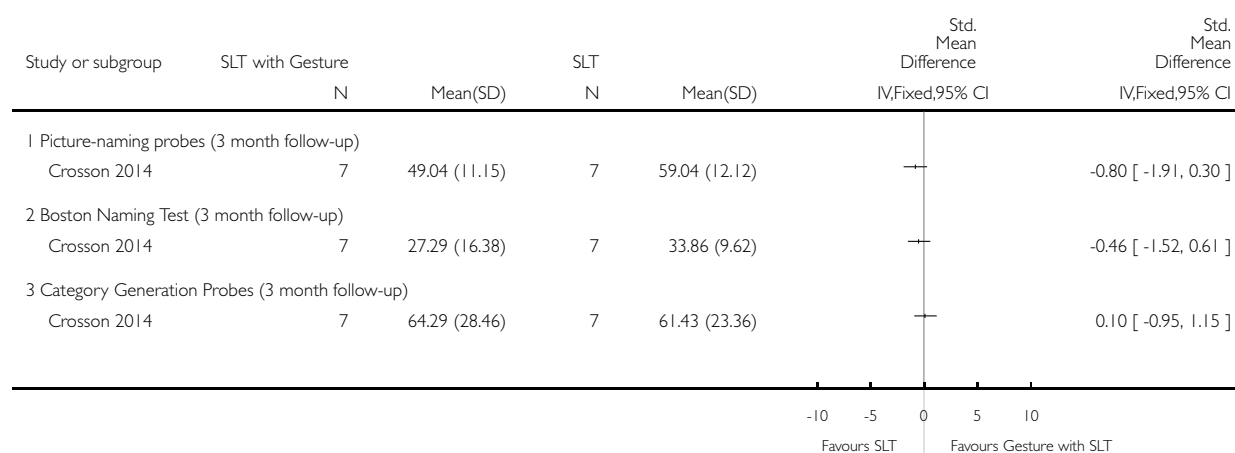 Std. Mean Difference Std. Mean Difference
Study or subgroup SLT with Gesture SLT
N Mean(SD) N Mean(SD) IV,Fixed,95% CI IV,Fixed,95% CI
1 Picture-naming probes (3 month follow-up)
Crosson 2014 7 49.04 (11.15) 7 59.04 (12.12) -0.80 [ -1.91, 0.30 ]
2 Boston Naming Test (3 month follow-up)
Crosson 2014 7 27.29 (16.38) 7 33.86 (9.62) -0.46 [ -1.52, 0.61 ]
3 Category Generation Probes (3 month follow-up)
Crosson 2014 7 64.29 (28.46) 7 61.43 (23.36) 0.10 [ -0.95, 1.15 ]
-10 -5 0 5 10
Favours SLT Favours Gesture with SLT